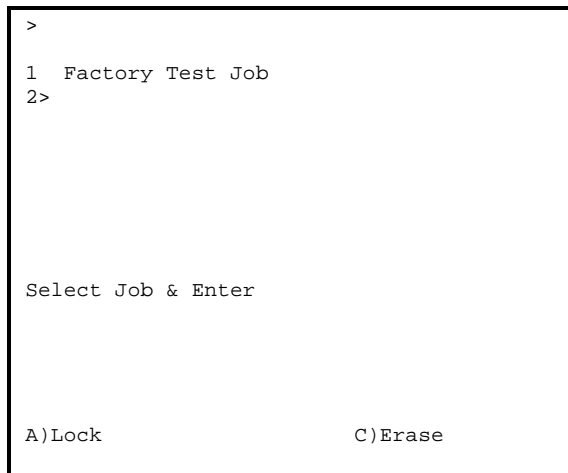 >
1  Factory Test Job
2>
Select Job & Enter
A)Lock                    C)Erase